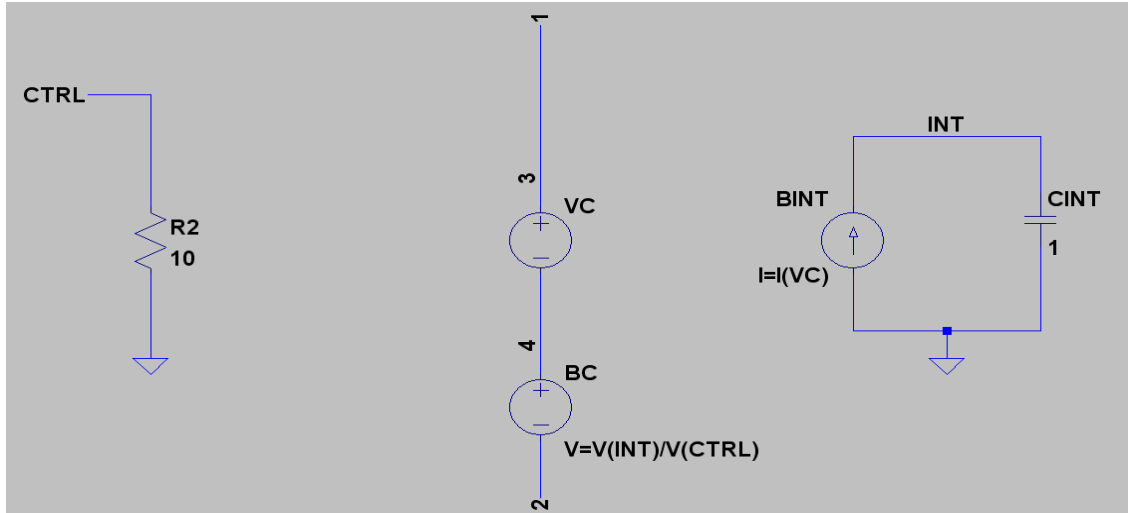 1
CTRL
INT
3
VC
BINT
CINT
R2
10
1
I=I(VC)
4
BC
V=V(INT)/V(CTRL)
2